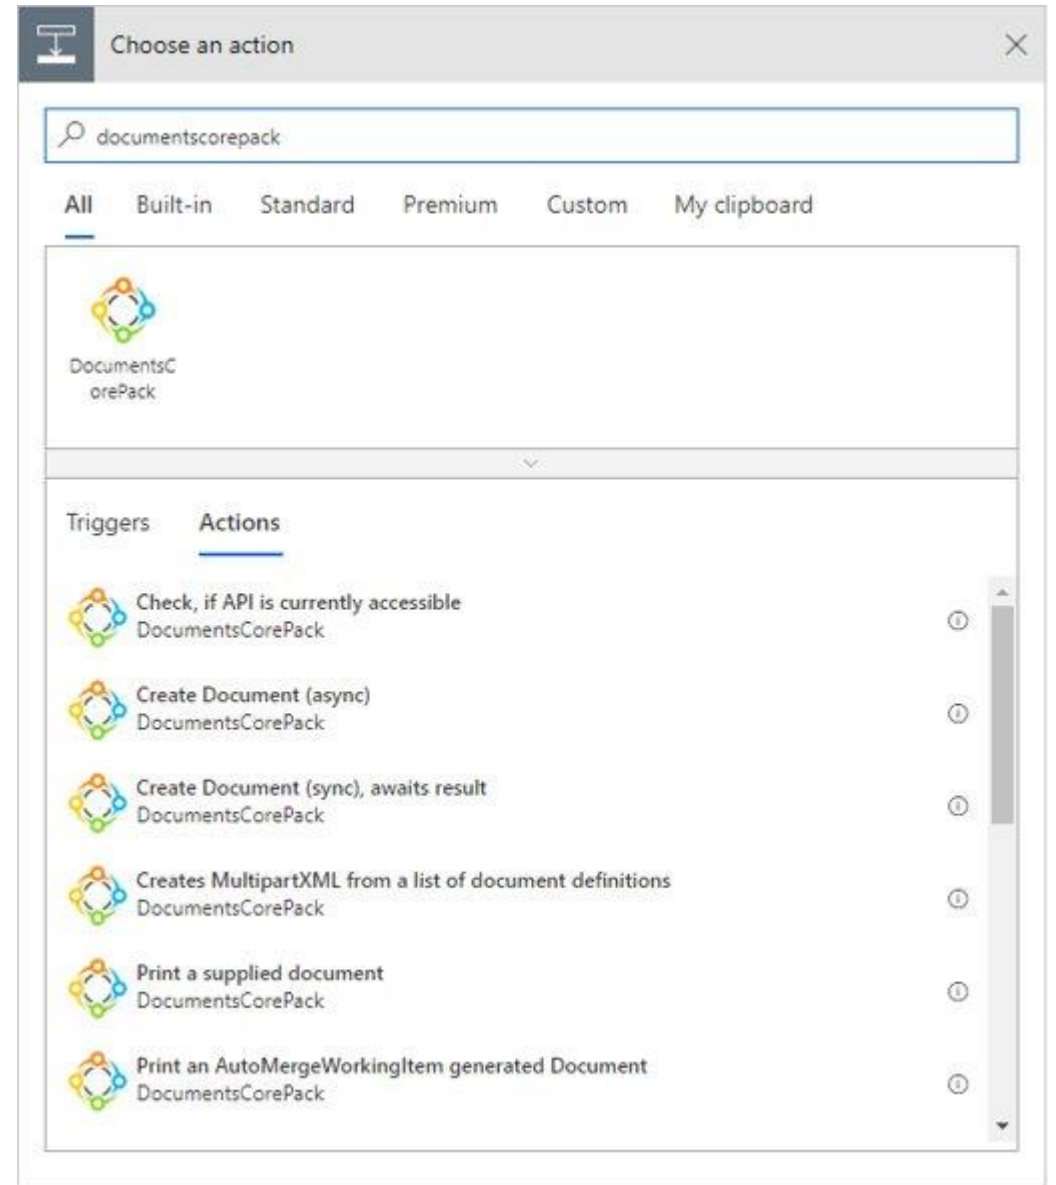 Choose an action
documentscorepack
All Built-in Standard Premium Custom My clipboard
DocumentsC
orePack
Triggers Actions
Check, if API is currently accessible
DocumentsCorePack
Create Document (async)
DocumentsCorePack
Create Document (sync), awaits result
DocumentsCorePack
Creates MultipartXML from a list of document definitions
DocumentsCorePack
Print a supplied document
DocumentsCorePack
Print an AutoMergeWorkingItem generated Document
DocumentsCorePack